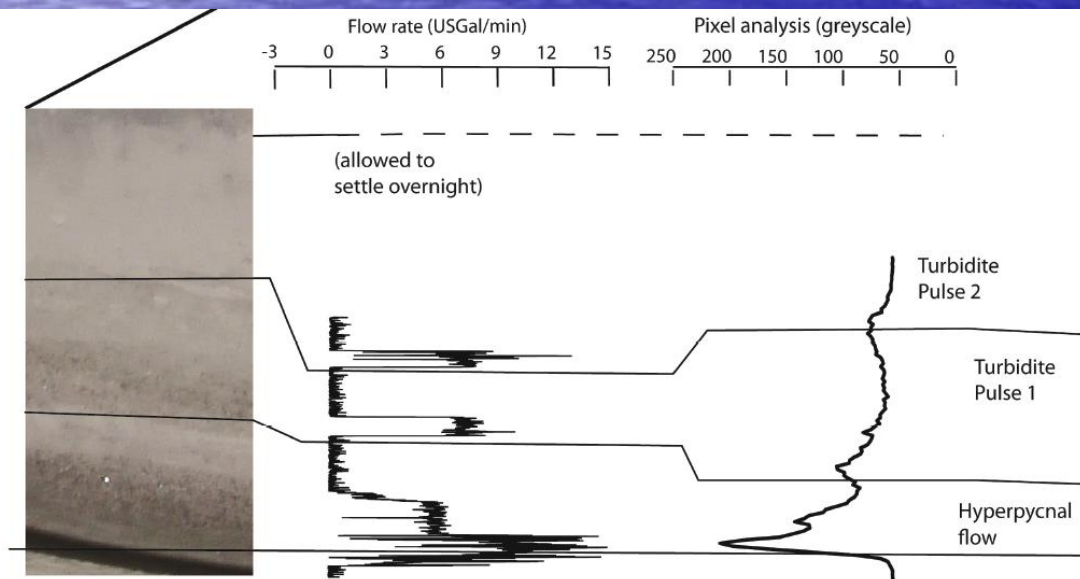 Flow rate (USGal/min)
-3 0 3 6 9 12 15
Pixel analysis (greyscale)
250 200 150 100 50 0
(allowed to
settle overnight)
Turbidite
Pulse 2
Turbidite
Pulse 1
Hyperpycnal
flow